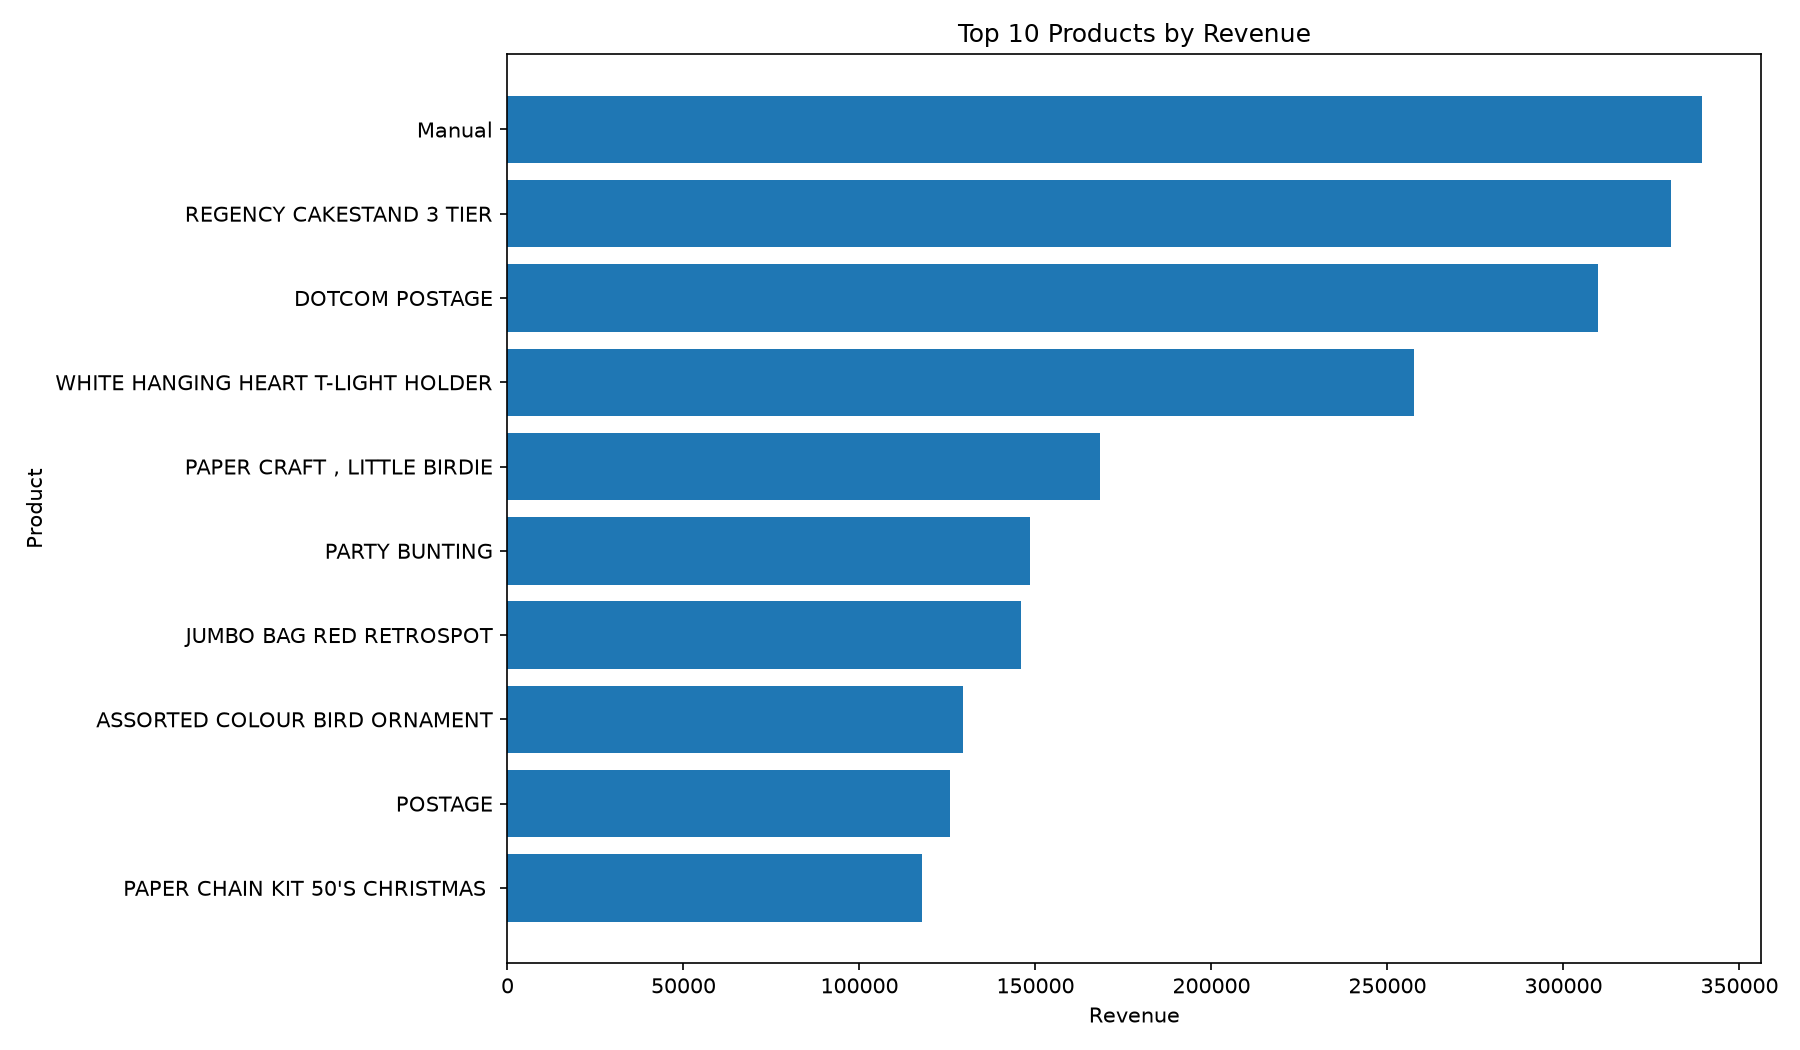 Top 10 Products by Revenue
Manual
REGENCY CAKESTAND 3 TIER
DOTCOM POSTAGE
WHITE HANGING HEART T-LIGHT HOLDER
PAPER CRAFT , LITTLE BIRDIE
PARTY BUNTING
JUMBO BAG RED RETROSPOT
ASSORTED COLOUR BIRD ORNAMENT
POSTAGE
PAPER CHAIN KIT 50'S CHRISTMAS
Product
0 50000 100000 150000 200000 250000 300000 350000
Revenue